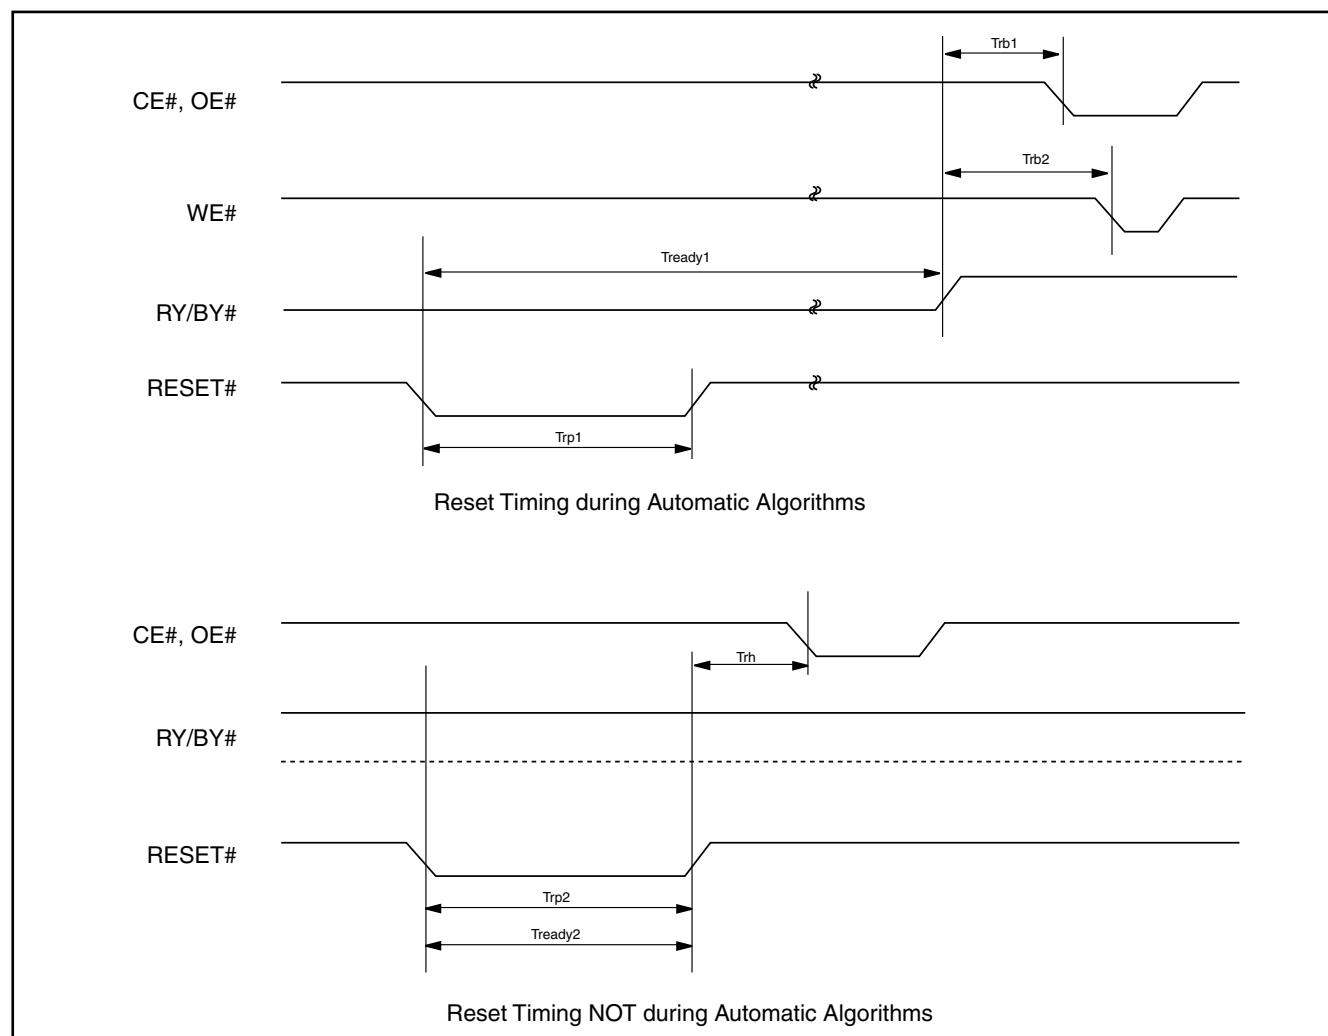 Trb1
CE#, OE#
Trb2
WE#
Tready1
RY/BY#
RESET#
Trp1
Reset Timing during Automatic Algorithms
CE#, OE#
Trh
RY/BY#
RESET#
Trp2
Tready2
Reset Timing NOT during Automatic Algorithms